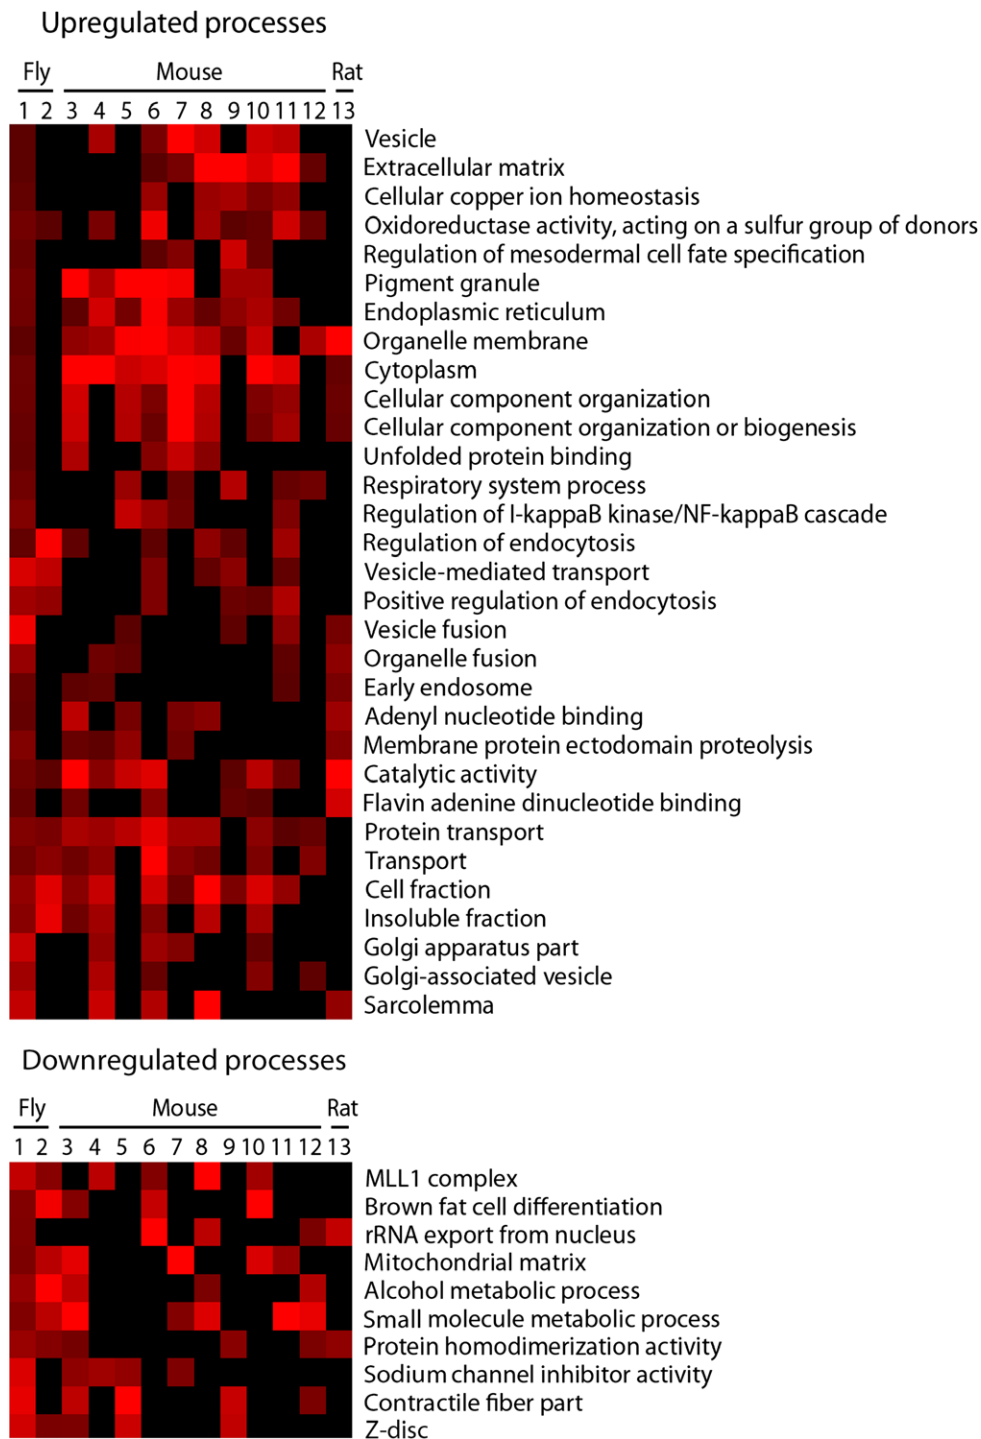 Upregulated processes
Fly Mouse Rat
1 2 3 4 5 6 7 8 9 10 11 12 13
Vesicle
Extracellular matrix
Cellular copper ion homeostasis
Oxidoreductase activity, acting on a sulfur group of donors
Regulation of mesodermal cell fate specification
Pigment granule
Endoplasmic reticulum
Organelle membrane
Cytoplasm
Cellular component organization
Cellular component organization or biogenesis
Unfolded protein binding
Respiratory system process
Regulation of I-kappaB kinase/NF-kappaB cascade
Regulation of endocytosis
Vesicle-mediated transport
Positive regulation of endocytosis
Vesicle fusion
Organelle fusion
Early endosome
Adenyl nucleotide binding
Membrane protein ectodomain proteolysis
Catalytic activity
Flavin adenine dinucleotide binding
Protein transport
Transport
Cell fraction
Insoluble fraction
Golgi apparatus part
Golgi-associated vesicle
Sarcolemma
Downregulated processes
Fly Mouse Rat
1 2 3 4 5 6 7 8 9 10 11 12 13
MLL1 complex
Brown fat cell differentiation
rRNA export from nucleus
Mitochondrial matrix
Alcohol metabolic process
Small molecule metabolic process
Protein homodimerization activity
Sodium channel inhibitor activity
Contractile fiber part
Z-disc